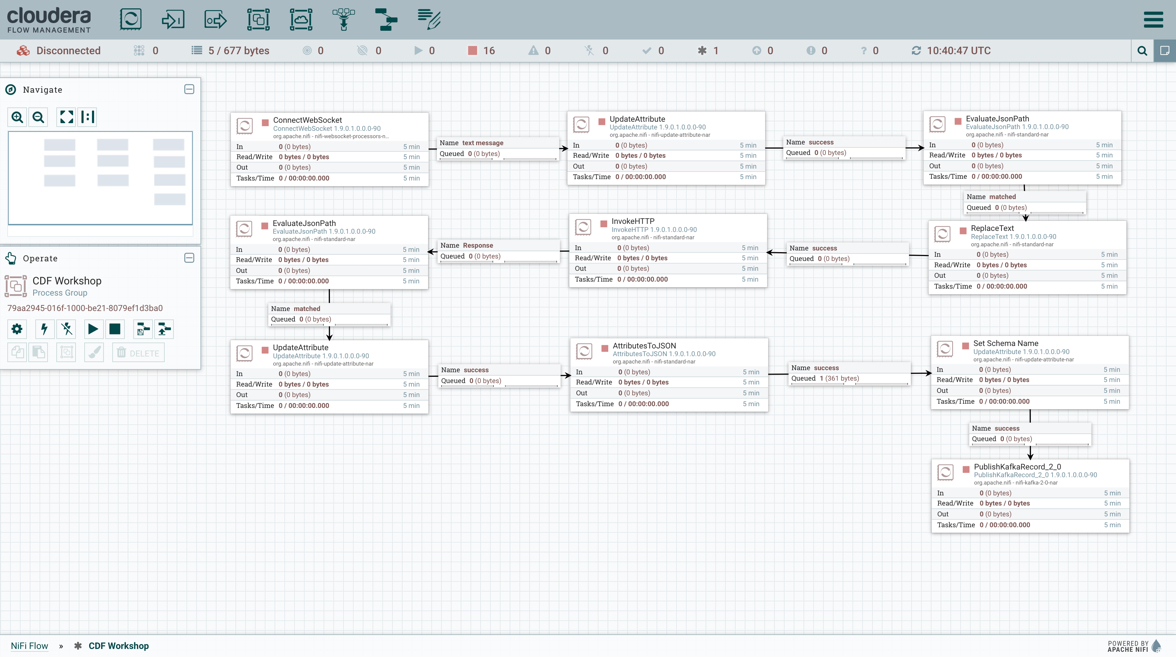 cloudera
FLOW MANAGEMENT
Disconnected 0 5 / 677 bytes 0 0 0 16 0 0 0 1 0 0 ? 0 10:40:47 UTC
Navigate
Operate
CDF Workshop
Process Group
79aa2945-016f-1000-be21-8079ef1d3ba0
DELETE
ConnectWebSocket
ConnectWebSocket 1.9.0.1.0.0.0-90
org.apache.nifi - nifi-websocket-processors-n...
In 0 (0 bytes) 5 min
Read/Write 0 bytes / 0 bytes 5 min
Out 0 (0 bytes) 5 min
Tasks/Time 0 / 00:00:00.000 5 min
Name text message
Queued 0 (0 bytes)
UpdateAttribute
UpdateAttribute 1.9.0.1.0.0.0-90
org.apache.nifi - nifi-update-attribute-nar
In 0 (0 bytes) 5 min
Read/Write 0 bytes / 0 bytes 5 min
Out 0 (0 bytes) 5 min
Tasks/Time 0 / 00:00:00.000 5 min
Name success
Queued 0 (0 bytes)
EvaluateJsonPath
EvaluateJsonPath 1.9.0.1.0.0.0-90
org.apache.nifi - nifi-standard-nar
In 0 (0 bytes) 5 min
Read/Write 0 bytes / 0 bytes 5 min
Out 0 (0 bytes) 5 min
Tasks/Time 0 / 00:00:00.000 5 min
Name matched
Queued 0 (0 bytes)
ReplaceText
ReplaceText 1.9.0.1.0.0.0-90
org.apache.nifi - nifi-standard-nar
In 0 (0 bytes) 5 min
Read/Write 0 bytes / 0 bytes 5 min
Out 0 (0 bytes) 5 min
Tasks/Time 0 / 00:00:00.000 5 min
Name success
Queued 0 (0 bytes)
InvokeHTTP
InvokeHTTP 1.9.0.1.0.0.0-90
org.apache.nifi - nifi-standard-nar
In 0 (0 bytes) 5 min
Read/Write 0 bytes / 0 bytes 5 min
Out 0 (0 bytes) 5 min
Tasks/Time 0 / 00:00:00.000 5 min
Name Response
Queued 0 (0 bytes)
EvaluateJsonPath
EvaluateJsonPath 1.9.0.1.0.0.0-90
org.apache.nifi - nifi-standard-nar
In 0 (0 bytes) 5 min
Read/Write 0 bytes / 0 bytes 5 min
Out 0 (0 bytes) 5 min
Tasks/Time 0 / 00:00:00.000 5 min
Name matched
Queued 0 (0 bytes)
UpdateAttribute
UpdateAttribute 1.9.0.1.0.0.0-90
org.apache.nifi - nifi-update-attribute-nar
In 0 (0 bytes) 5 min
Read/Write 0 bytes / 0 bytes 5 min
Out 0 (0 bytes) 5 min
Tasks/Time 0 / 00:00:00.000 5 min
Name success
Queued 0 (0 bytes)
AttributesToJSON
AttributesToJSON 1.9.0.1.0.0.0-90
org.apache.nifi - nifi-standard-nar
In 0 (0 bytes) 5 min
Read/Write 0 bytes / 0 bytes 5 min
Out 0 (0 bytes) 5 min
Tasks/Time 0 / 00:00:00.000 5 min
Name success
Queued 1 (361 bytes)
Set Schema Name
UpdateAttribute 1.9.0.1.0.0.0-90
org.apache.nifi - nifi-update-attribute-nar
In 0 (0 bytes) 5 min
Read/Write 0 bytes / 0 bytes 5 min
Out 0 (0 bytes) 5 min
Tasks/Time 0 / 00:00:00.000 5 min
Name success
Queued 0 (0 bytes)
PublishKafkaRecord_2_0
PublishKafkaRecord_2_0 1.9.0.1.0.0.0-90
org.apache.nifi - nifi-kafka-2-0-nar
In 0 (0 bytes) 5 min
Read/Write 0 bytes / 0 bytes 5 min
Out 0 (0 bytes) 5 min
Tasks/Time 0 / 00:00:00.000 5 min
NiFi Flow » CDF Workshop
POWERED BY
APACHE NIFI